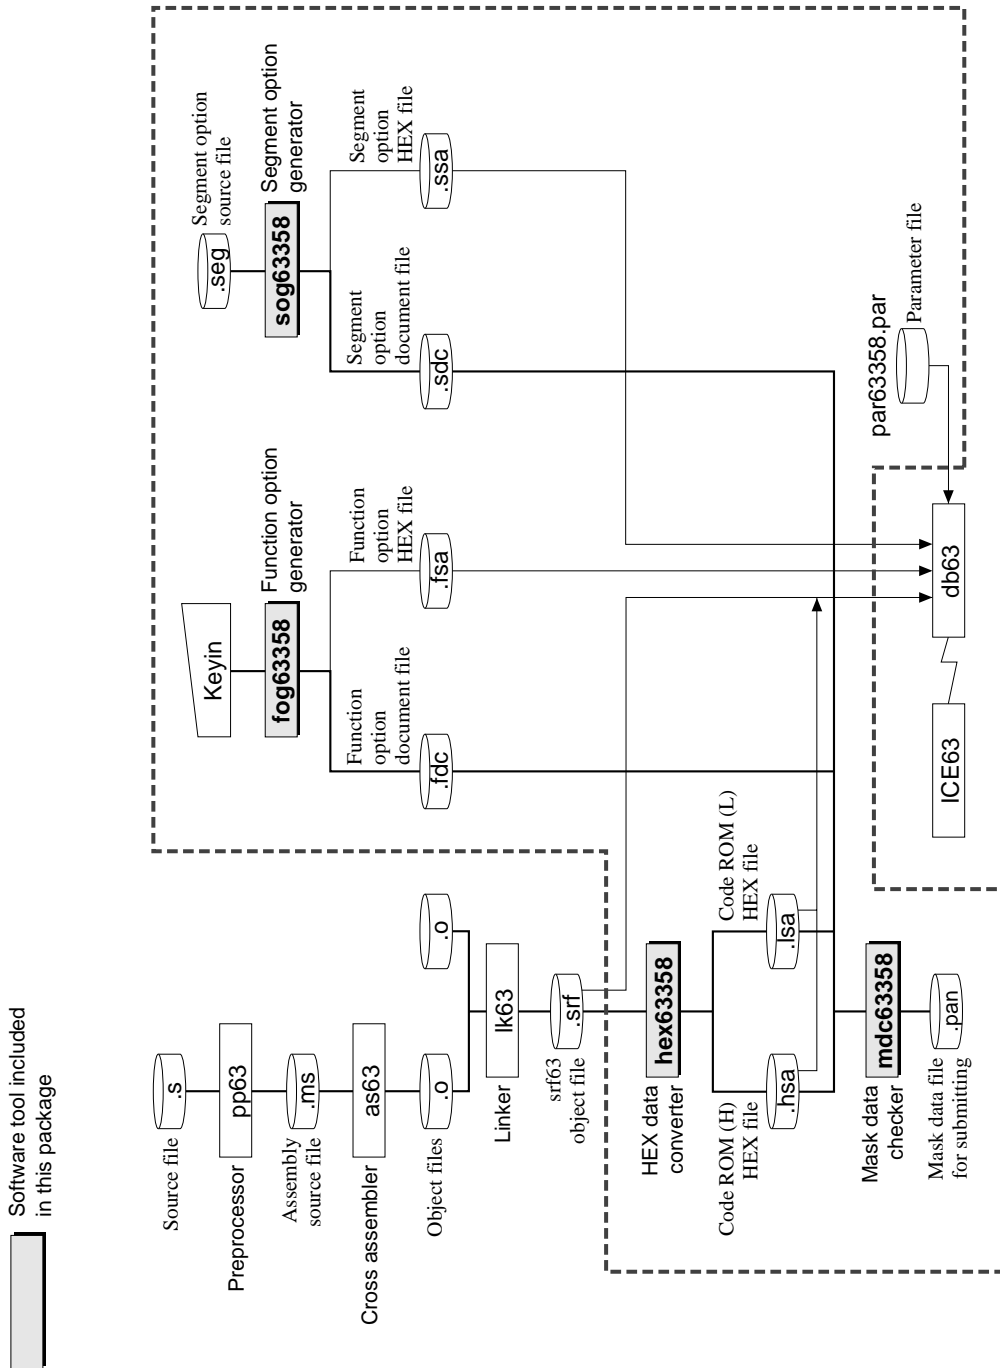 Software tool included
in this package
.s
Source file
pp63
Preprocessor
.ms
Assembly
source file
as63
Cross assembler
.o
.o
Object files
lk63
Linker
.srf
srf63
object file
hex63358
HEX data
converter
.hsa
Code ROM (H)
HEX file
.lsa
Code ROM (L)
HEX file
mdc63358
Mask data
checker
.pan
Mask data file
for submitting
Keyin
fog63358
Function option
generator
Function
option
document file
.fdc
Function
option
HEX file
.fsa
.seg
Segment option
source file
sog63358
Segment option
generator
Segment
option
document file
.sdc
Segment
option
HEX file
.ssa
par63358.par
Parameter file
db63
ICE63